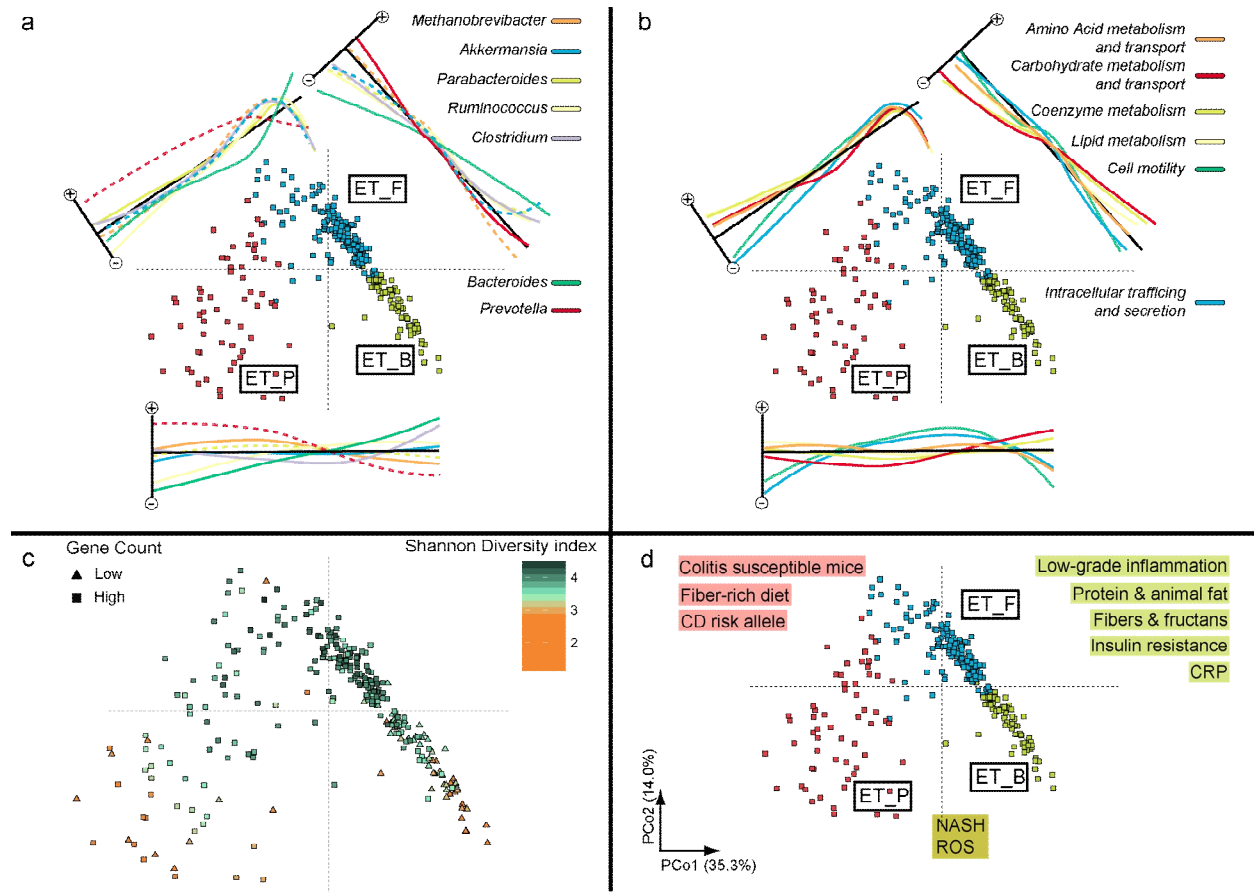 a
Methanobrevibacter
Akkermansia
Parabacteroides
Ruminococcus
Clostridium
+
−
+
−
ET_F
Bacteroides
Prevotella
ET_B
ET_P
+
−
b
Amino Acid metabolism
and transport
Carbohydrate metabolism
and transport
Coenzyme metabolism
Lipid metabolism
Cell motility
+
−
+
−
ET_F
Intracellular trafficing
and secretion
ET_B
ET_P
+
−
c
Gene Count
Low
High
Shannon Diversity index
4
3
2
d
Colitis susceptible mice
Fiber-rich diet
CD risk allele
Low-grade inflammation
Protein & animal fat
Fibers & fructans
Insulin resistance
CRP
ET_F
ET_B
ET_P
NASH
ROS
PCo2 (14.0%)
PCo1 (35.3%)